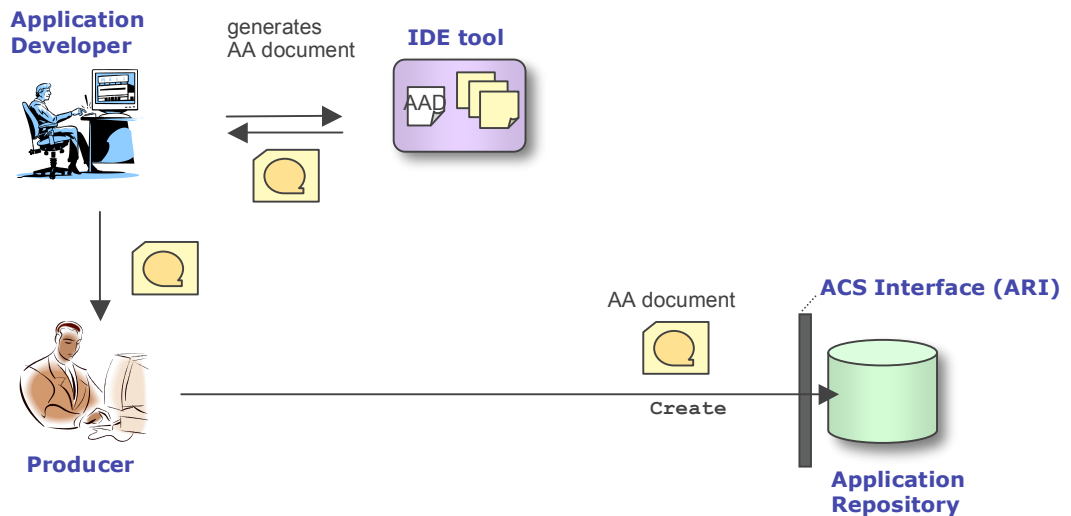 Application
Developer
generates
AA document
IDE tool
AAD
AA document
ACS Interface (ARI)
Create
Producer
Application
Repository